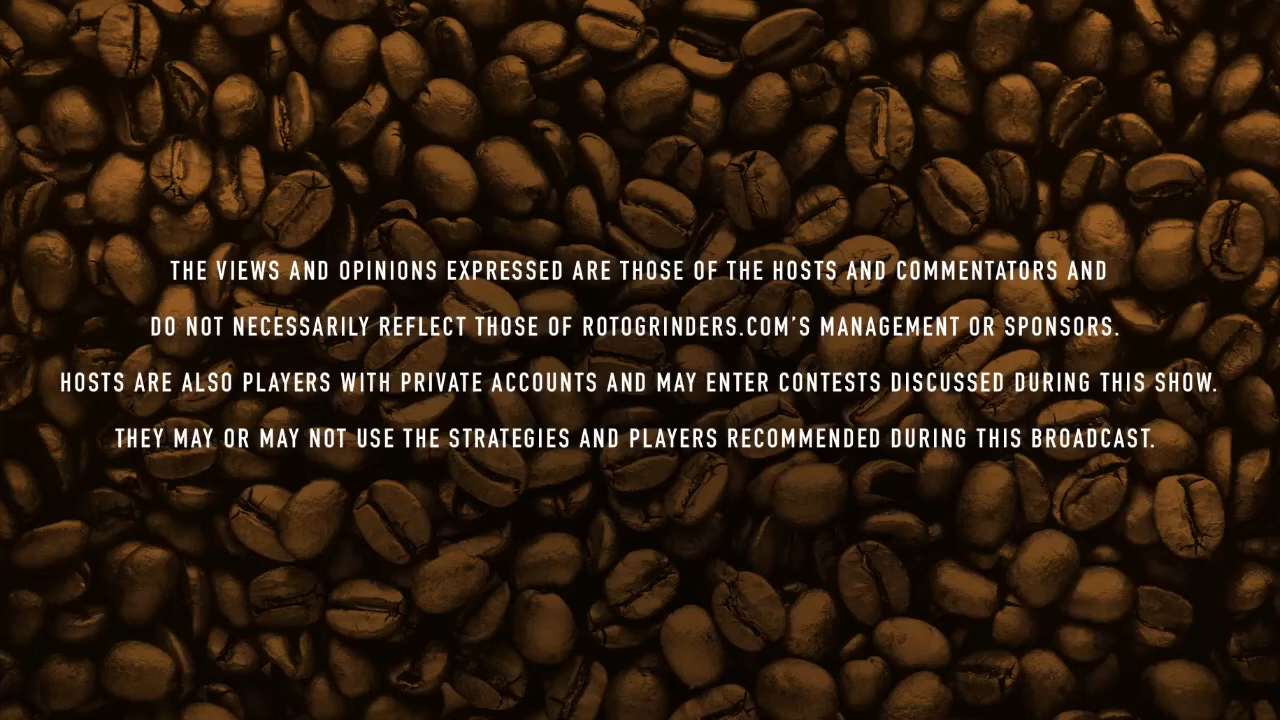 THE VIEWS AND OPINIONS EXPRESSED ARE THOSE OF THE HOSTS AND COMMENTATORS AND
DO NOT NECESSARILY REFLECT THOSE OF ROTOGRINDERS.COM'S MANAGEMENT OR SPONSORS.
HOSTS ARE ALSO PLAYERS WITH PRIVATE ACCOUNTS AND MAY ENTER CONTESTS DISCUSSED DURING THIS SHOW.
THEY MAY OR MAY NOT USE THE STRATEGIES AND PLAYERS RECOMMENDED DURING THIS BROADCAST.